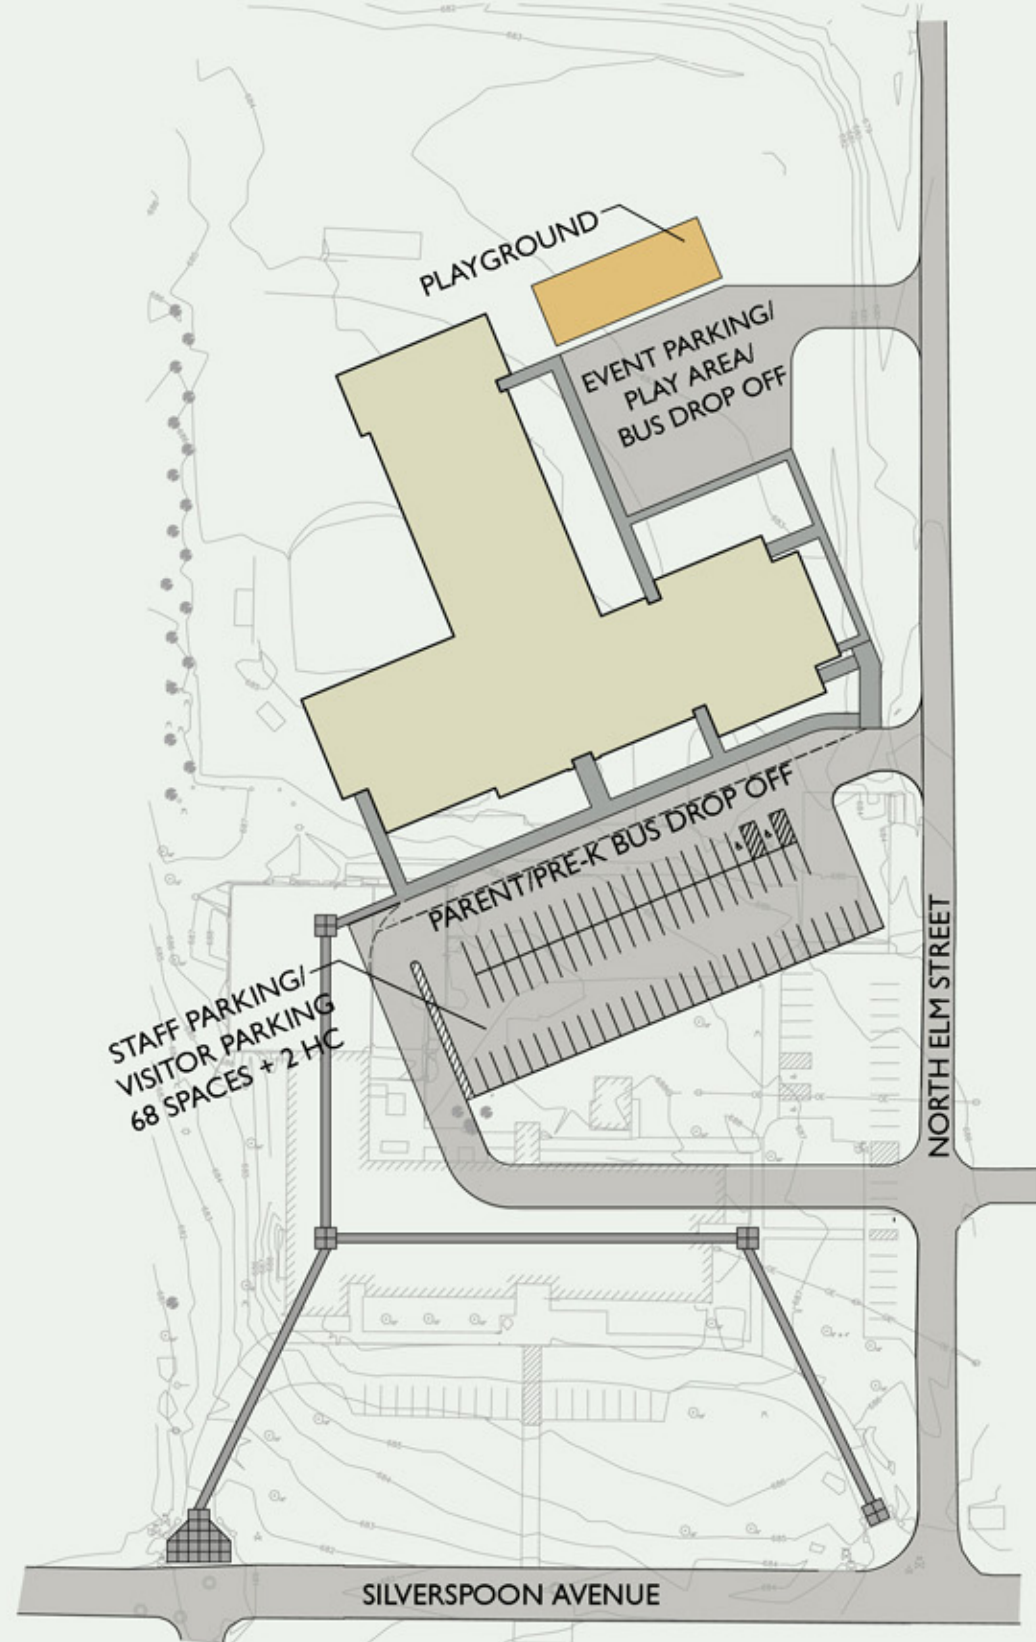 PLAYGROUND
EVENT PARKING/
PLAY AREA/
BUS DROP OFF
PARENT/PRE-K BUS DROP OFF
STAFF PARKING/
VISITOR PARKING
68 SPACES + 2 HC
NORTH ELM STREET
SILVERSPOON AVENUE